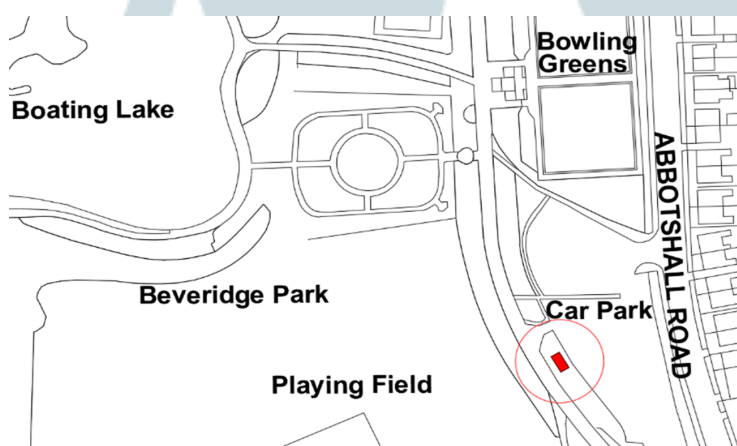 Bowling
Greens
Boating Lake
ABBOTSHALL ROAD
Beveridge Park
Car Park
Playing Field